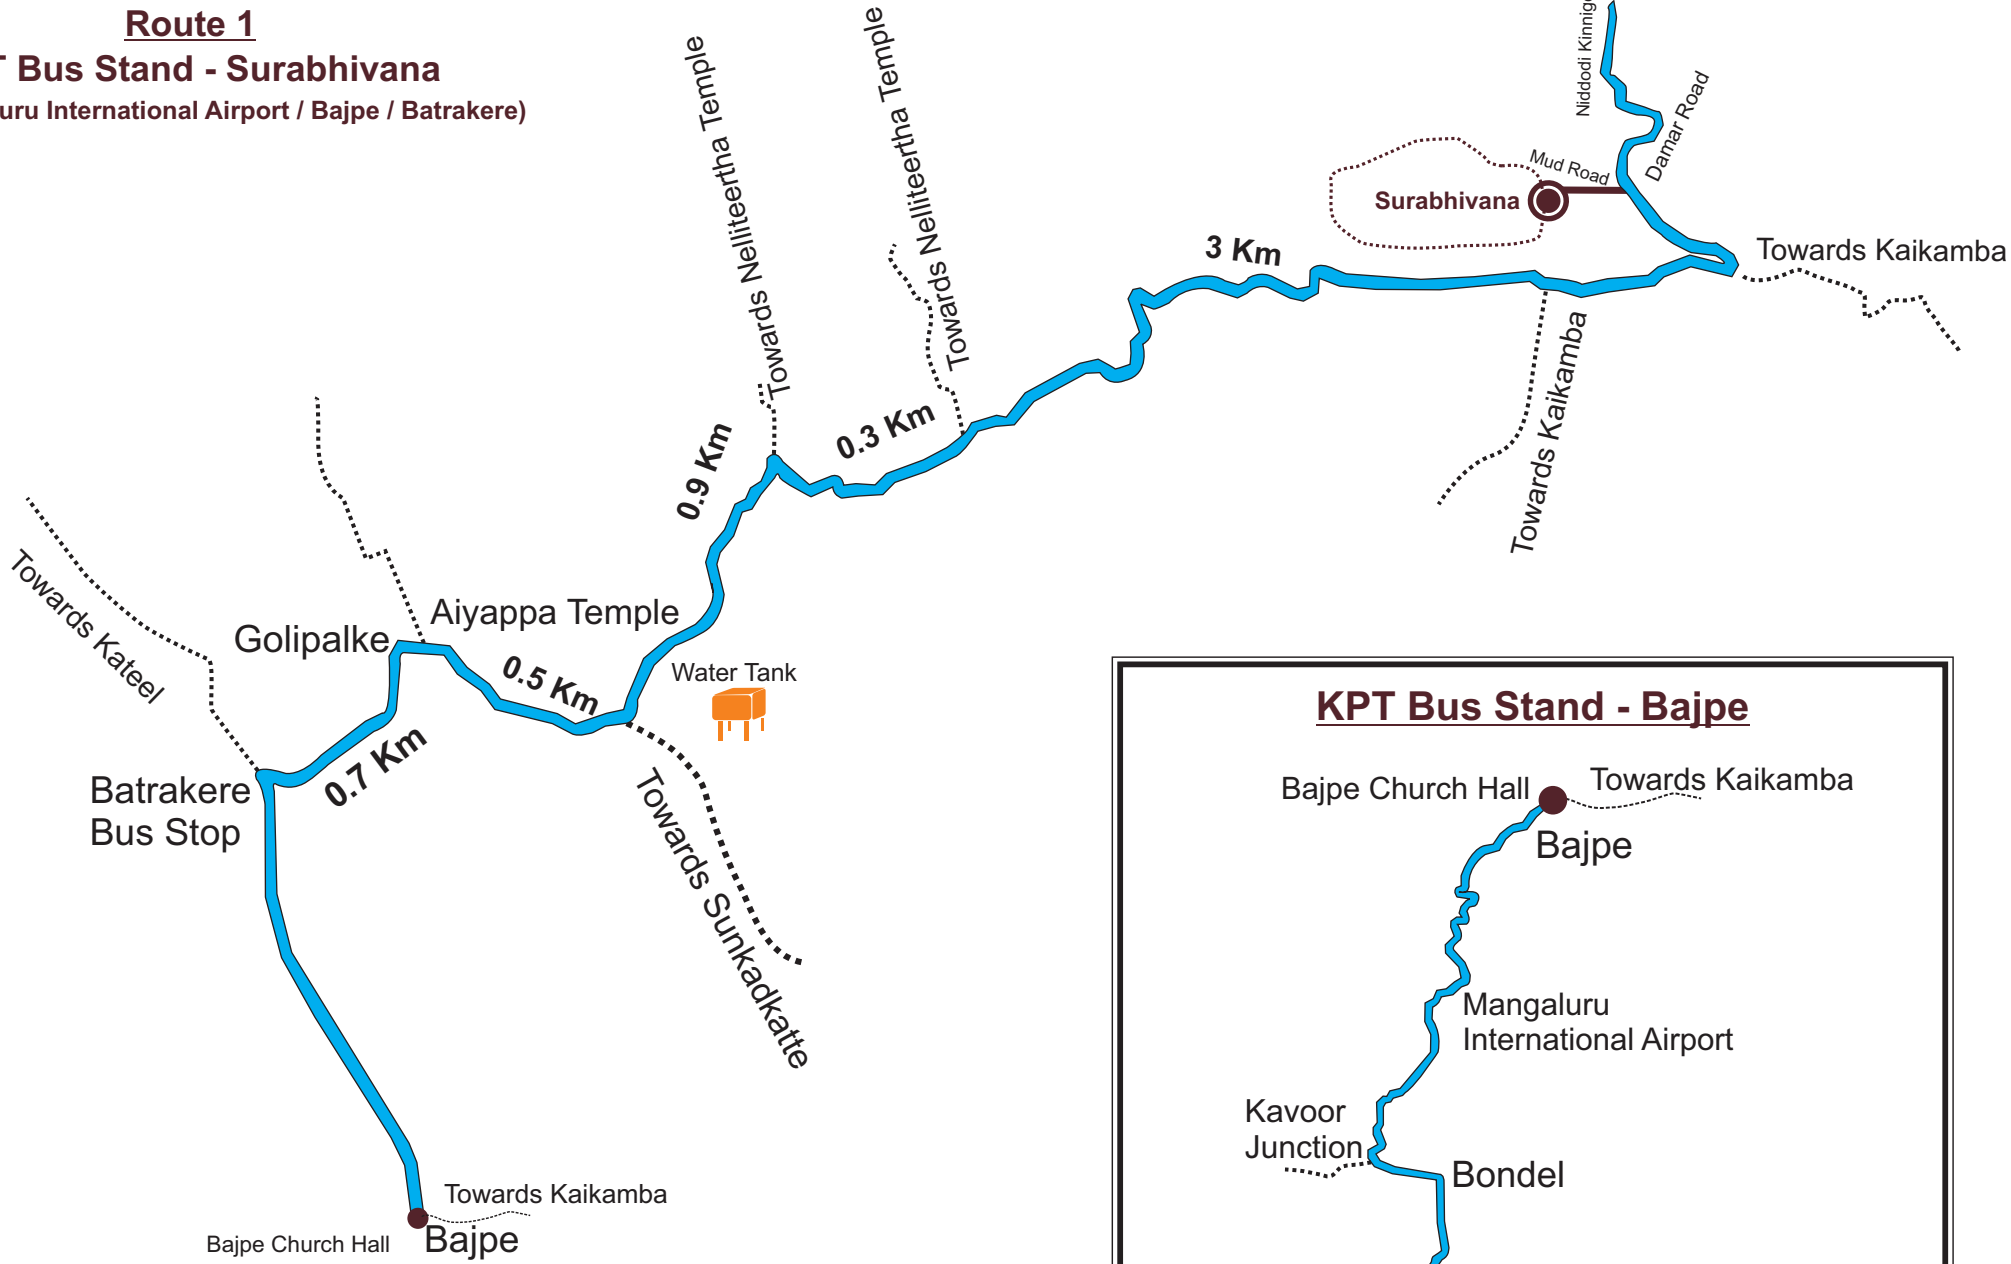 Route 1
Bus Stand - Surabhivana
International Airport / Bajpe / Batrakere)
Towards Nelliteertha Temple
Towards Nelliteertha Temple
Niddodi
Damar Road
Mud Road
Surabhivana
Towards Kaikamba
3 Km
Towards Kaikamba
0.3 Km
0.9 Km
Towards Kateel
Golipalke
Aiyappa Temple
0.5 Km
Water Tank
0.7 Km
Batrakere
Bus Stop
Towards Sunkadkatte
Towards Kaikamba
Bajpe Church Hall
Bajpe
KPT Bus Stand - Bajpe
Bajpe Church Hall
Towards Kaikamba
Bajpe
Mangaluru
International Airport
Kavoor
Junction
Bondel